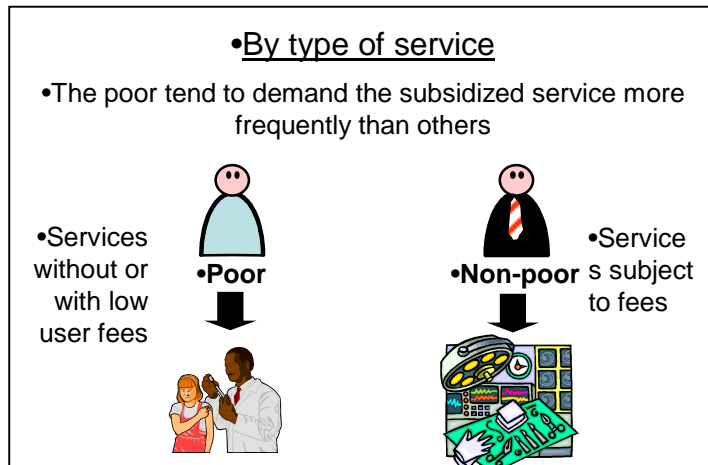 •By type of service
•The poor tend to demand the subsidized service more
frequently than others
•Services
without or
with low
user fees
•Poor
•Non-poor
•Service
s subject
to fees